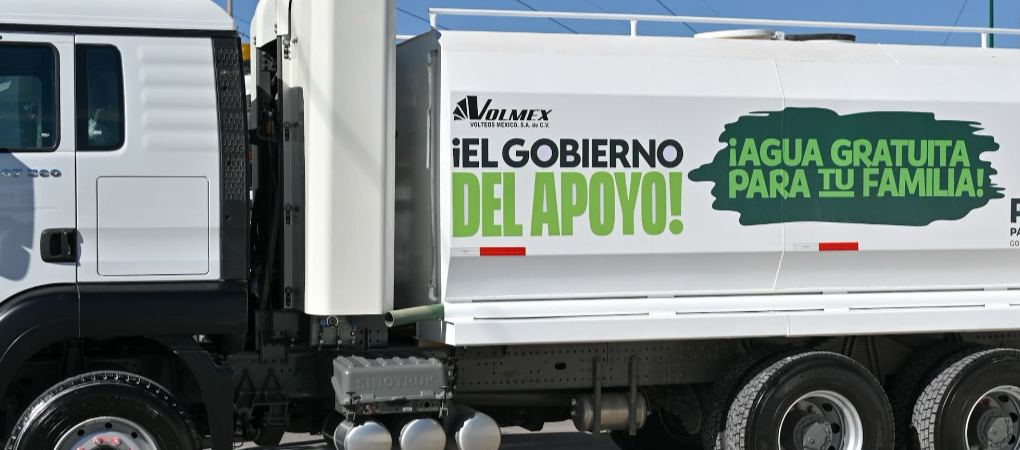 VOLMEX
VOLTEOS MEXICO, S.A. de C.V.
¡EL GOBIERNO
DEL APOYO!
¡AGUA GRATUITA
PARA TU FAMILIA!
SINOTRUK